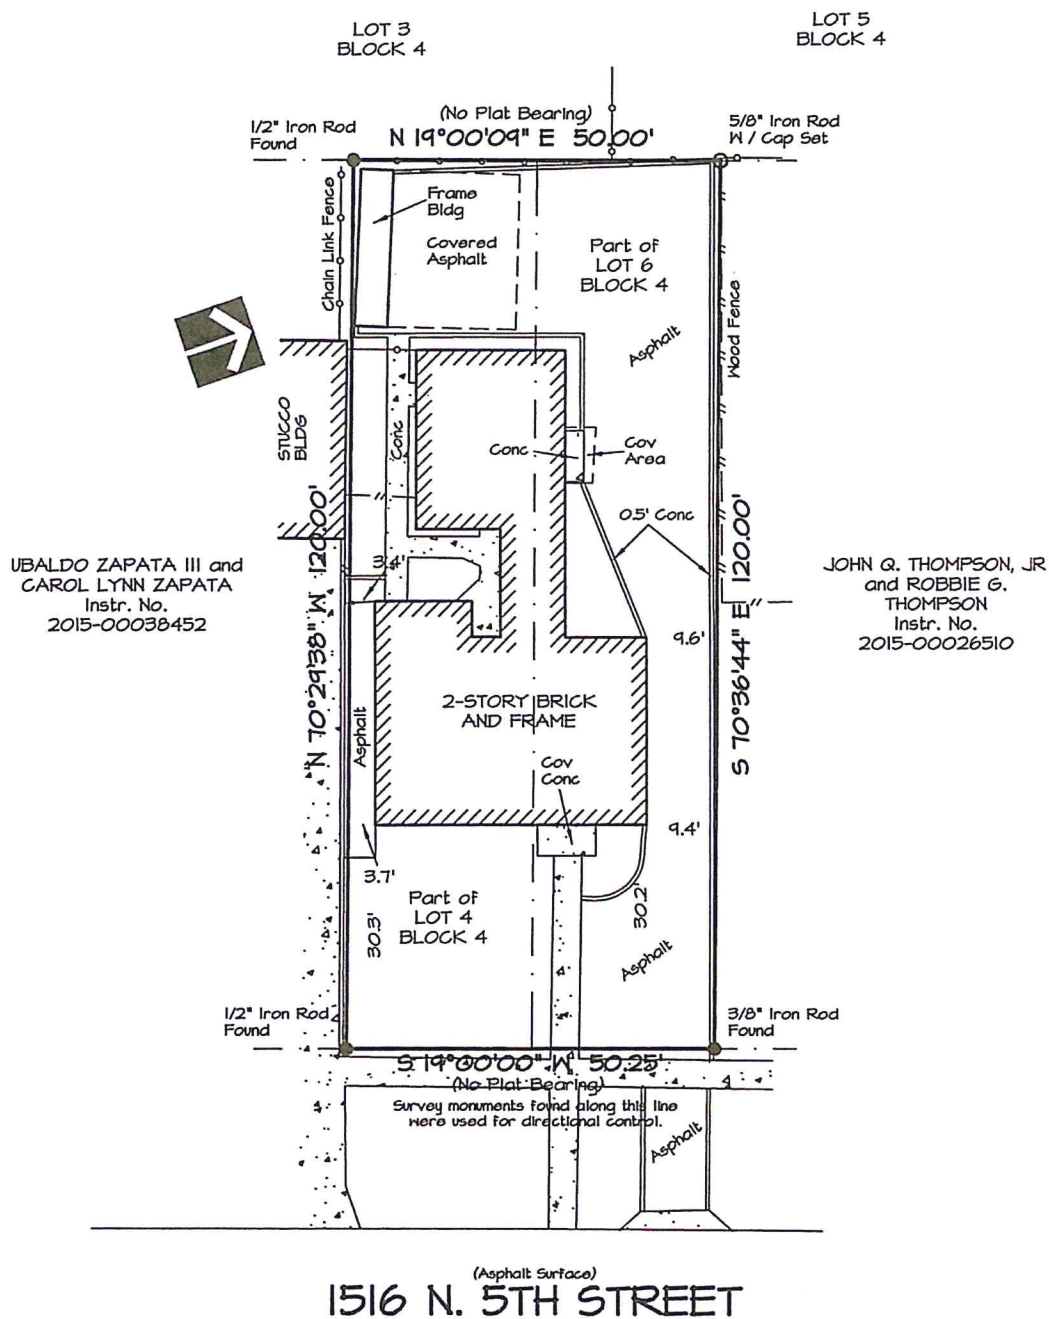 LOT 3
BLOCK 4
LOT 5
BLOCK 4
(No Plat Bearing)
N 19°00'09" E 50.00'
1/2" Iron Rod
Found
5/8" Iron Rod
W / Cap Set
Chain Link Fence
Frame
Bldg
Covered
Asphalt
Part of
LOT 6
BLOCK 4
Asphalt
Wood Fence
STUCCO
BLDG
Conc
Conc
Cov
Area
0.5' Conc
N 70°29'38" W 120.00'
S 70°36'44" E 120.00'
UBALDO ZAPATA III and
CAROL LYNN ZAPATA
Instr. No.
2015-00038452
JOHN Q. THOMPSON, JR
and ROBBIE G.
THOMPSON
Instr. No.
2015-00026510
3.4'
9.6'
2-STORY BRICK
AND FRAME
Asphalt
Cov
Conc
9.4'
3.7'
Part of
LOT 4
BLOCK 4
30.3'
30.2'
Asphalt
1/2" Iron Rod
Found
3/8" Iron Rod
Found
S 19°00'00" W 50.25'
(No Plat Bearing)
Survey monuments found along this line
were used for directional control.
Asphalt
(Asphalt Surface)
1516 N. 5TH STREET